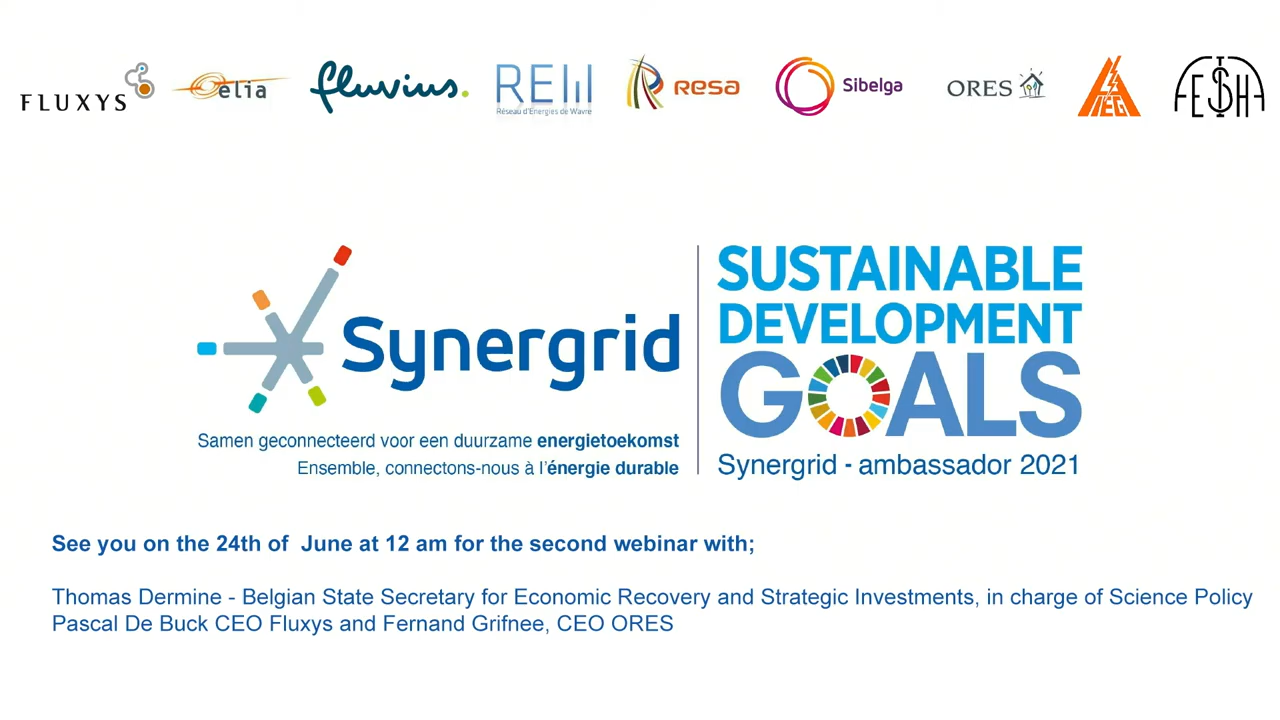 FLUXYS
elia
fluvius.
REW
Réseau d'Énergies de Wavre
RESA
Sibelga
ORES
IEG
AESH
Synergrid
Samen geconnecteerd voor een duurzame energietoekomst
Ensemble, connectons-nous à l'énergie durable
SUSTAINABLE
DEVELOPMENT
GOALS
Synergrid - ambassador 2021
See you on the 24th of June at 12 am for the second webinar with;
Thomas Dermine - Belgian State Secretary for Economic Recovery and Strategic Investments, in charge of Science Policy
Pascal De Buck CEO Fluxys and Fernand Grifnee, CEO ORES